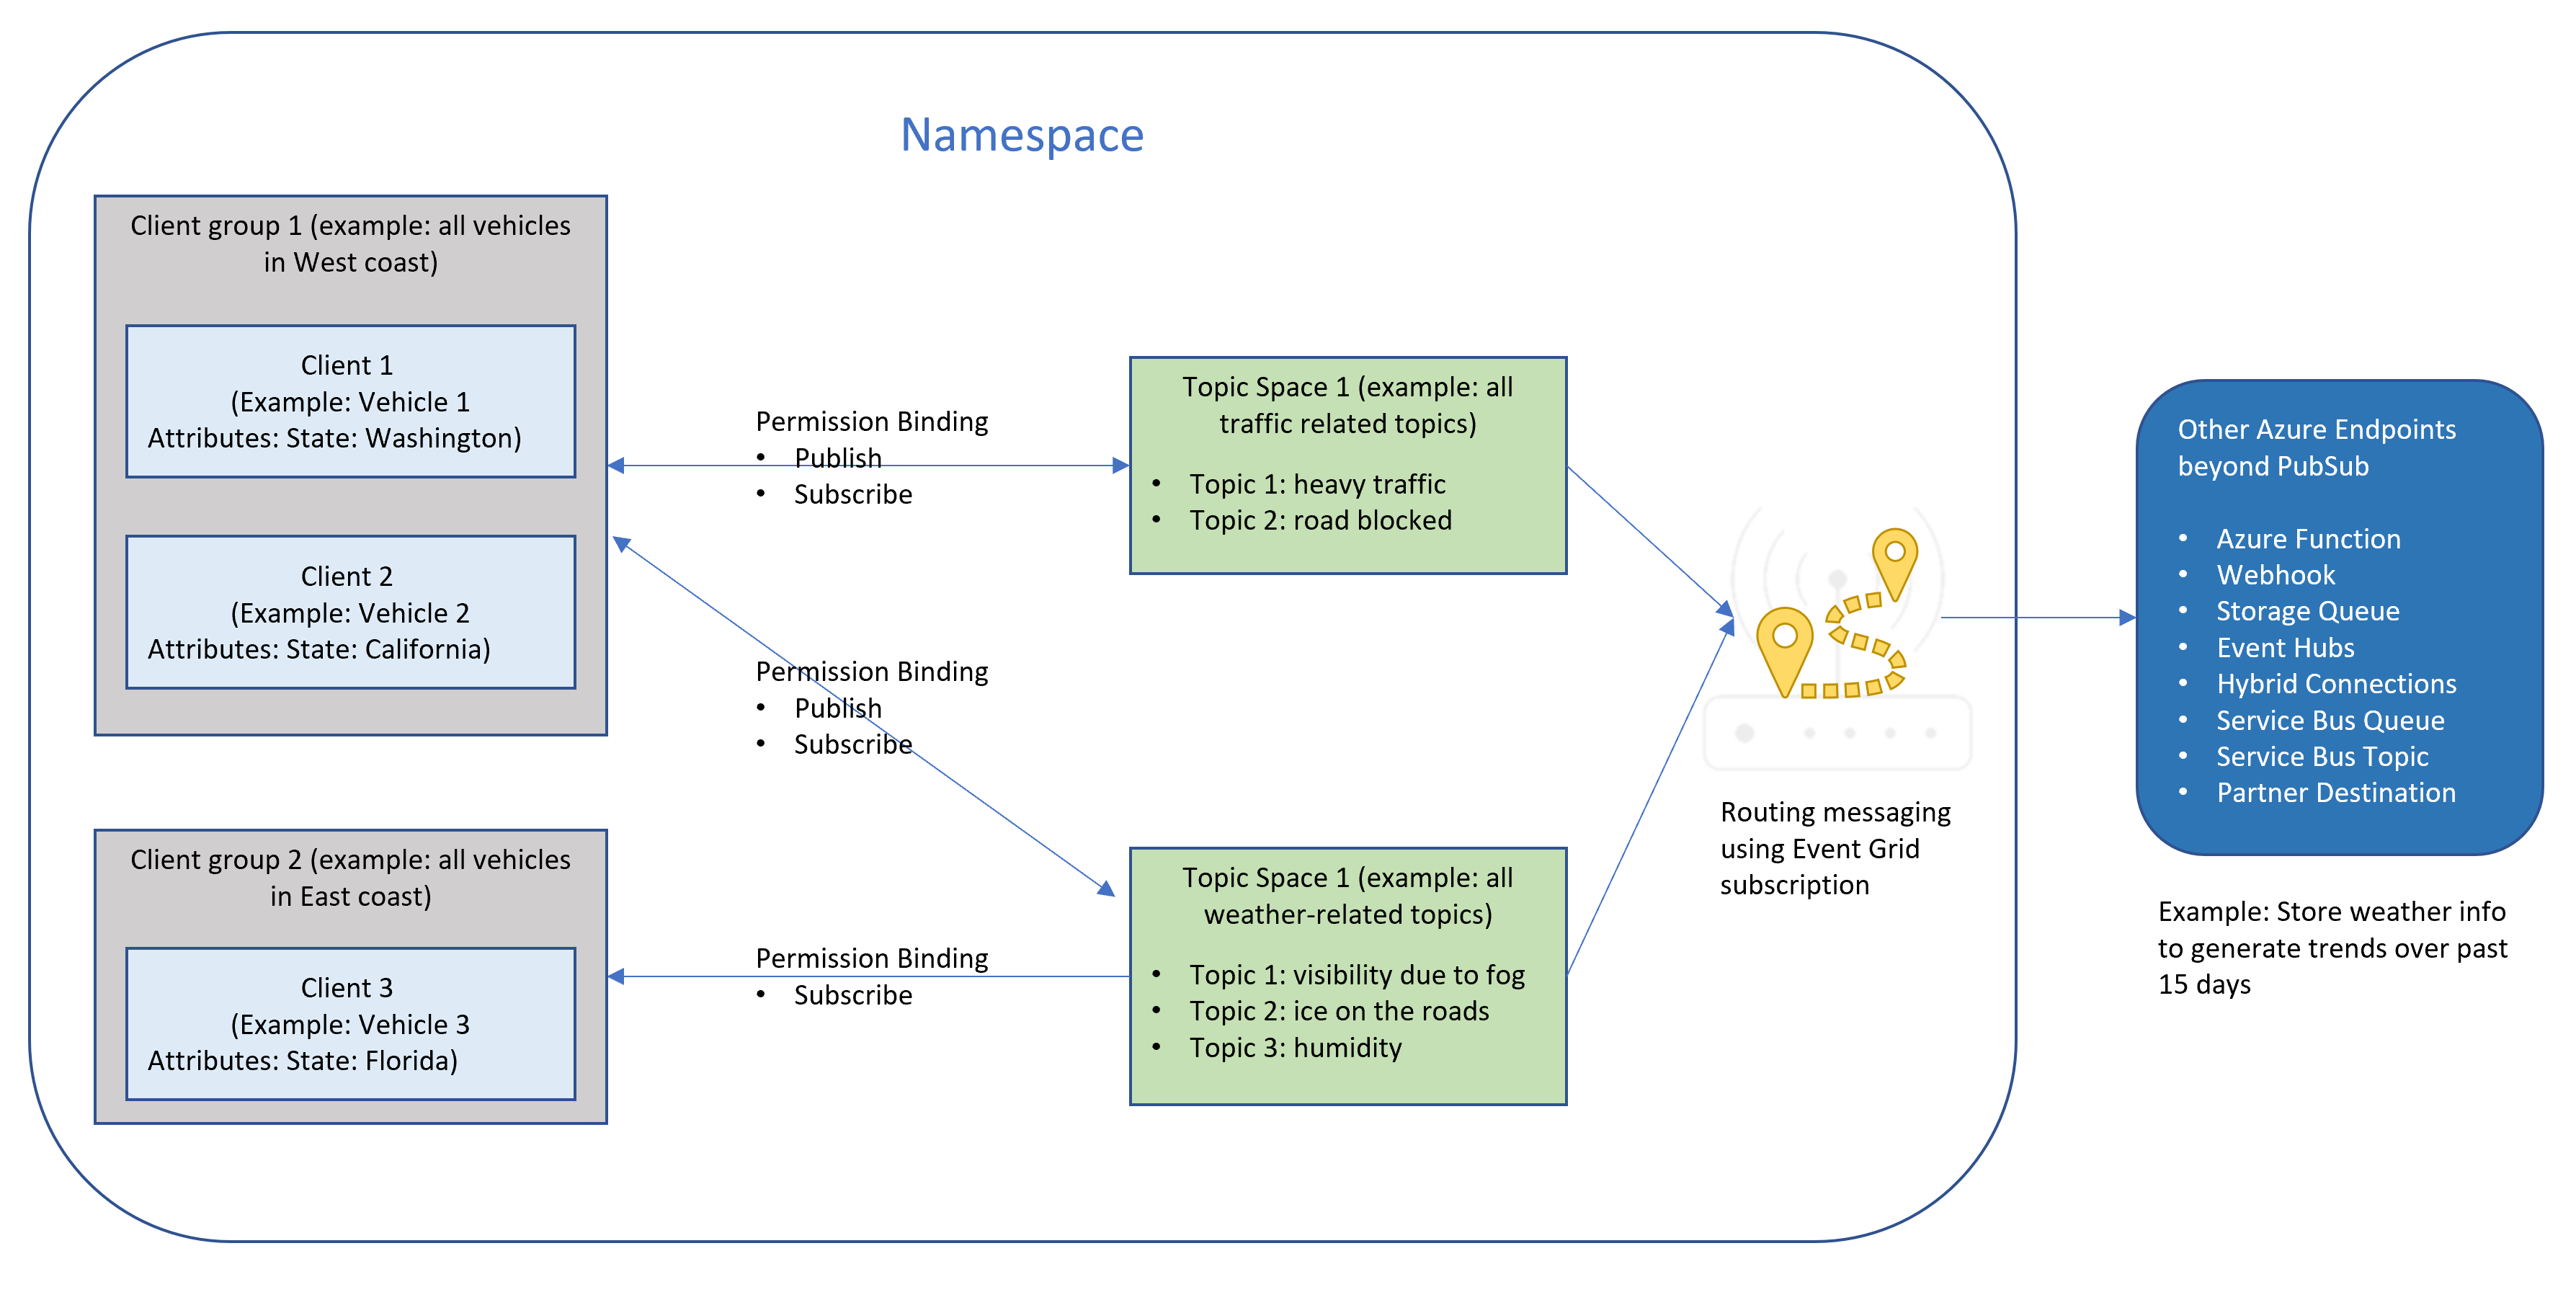 Namespace
Client group 1 (example: all vehicles
in West coast)
Client 1
(Example: Vehicle 1
Attributes: State: Washington)
Client 2
(Example: Vehicle 2
Attributes: State: California)
Client group 2 (example: all vehicles
in East coast)
Client 3
(Example: Vehicle 3
Attributes: State: Florida)
Permission Binding
• Publish
• Subscribe
Permission Binding
• Publish
• Subscribe
Permission Binding
• Subscribe
Topic Space 1 (example: all
traffic related topics)
• Topic 1: heavy traffic
• Topic 2: road blocked
Topic Space 1 (example: all
weather-related topics)
• Topic 1: visibility due to fog
• Topic 2: ice on the roads
• Topic 3: humidity
Routing messaging
using Event Grid
subscription
Other Azure Endpoints
beyond PubSub
• Azure Function
• Webhook
• Storage Queue
• Event Hubs
• Hybrid Connections
• Service Bus Queue
• Service Bus Topic
• Partner Destination
Example: Store weather info
to generate trends over past
15 days